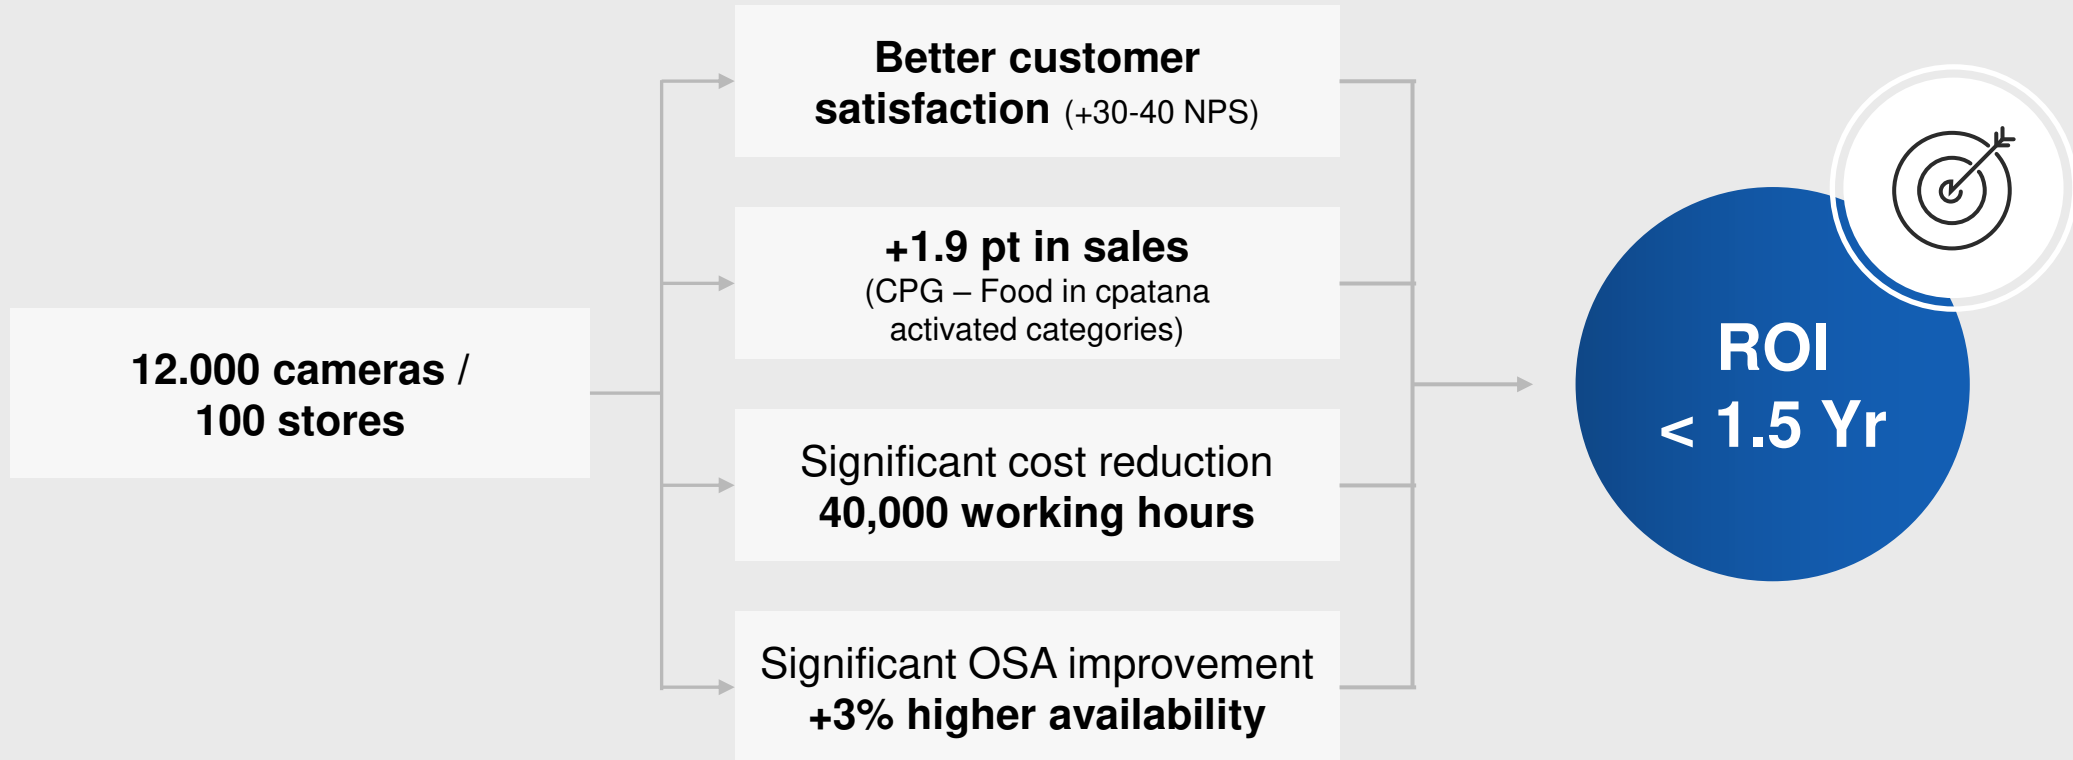 12.000 cameras /
100 stores
Better customer
satisfaction (+30-40 NPS)
+1.9 pt in sales
(CPG – Food in cpatana
activated categories)
Significant cost reduction
40,000 working hours
Significant OSA improvement
+3% higher availability
ROI
< 1.5 Yr